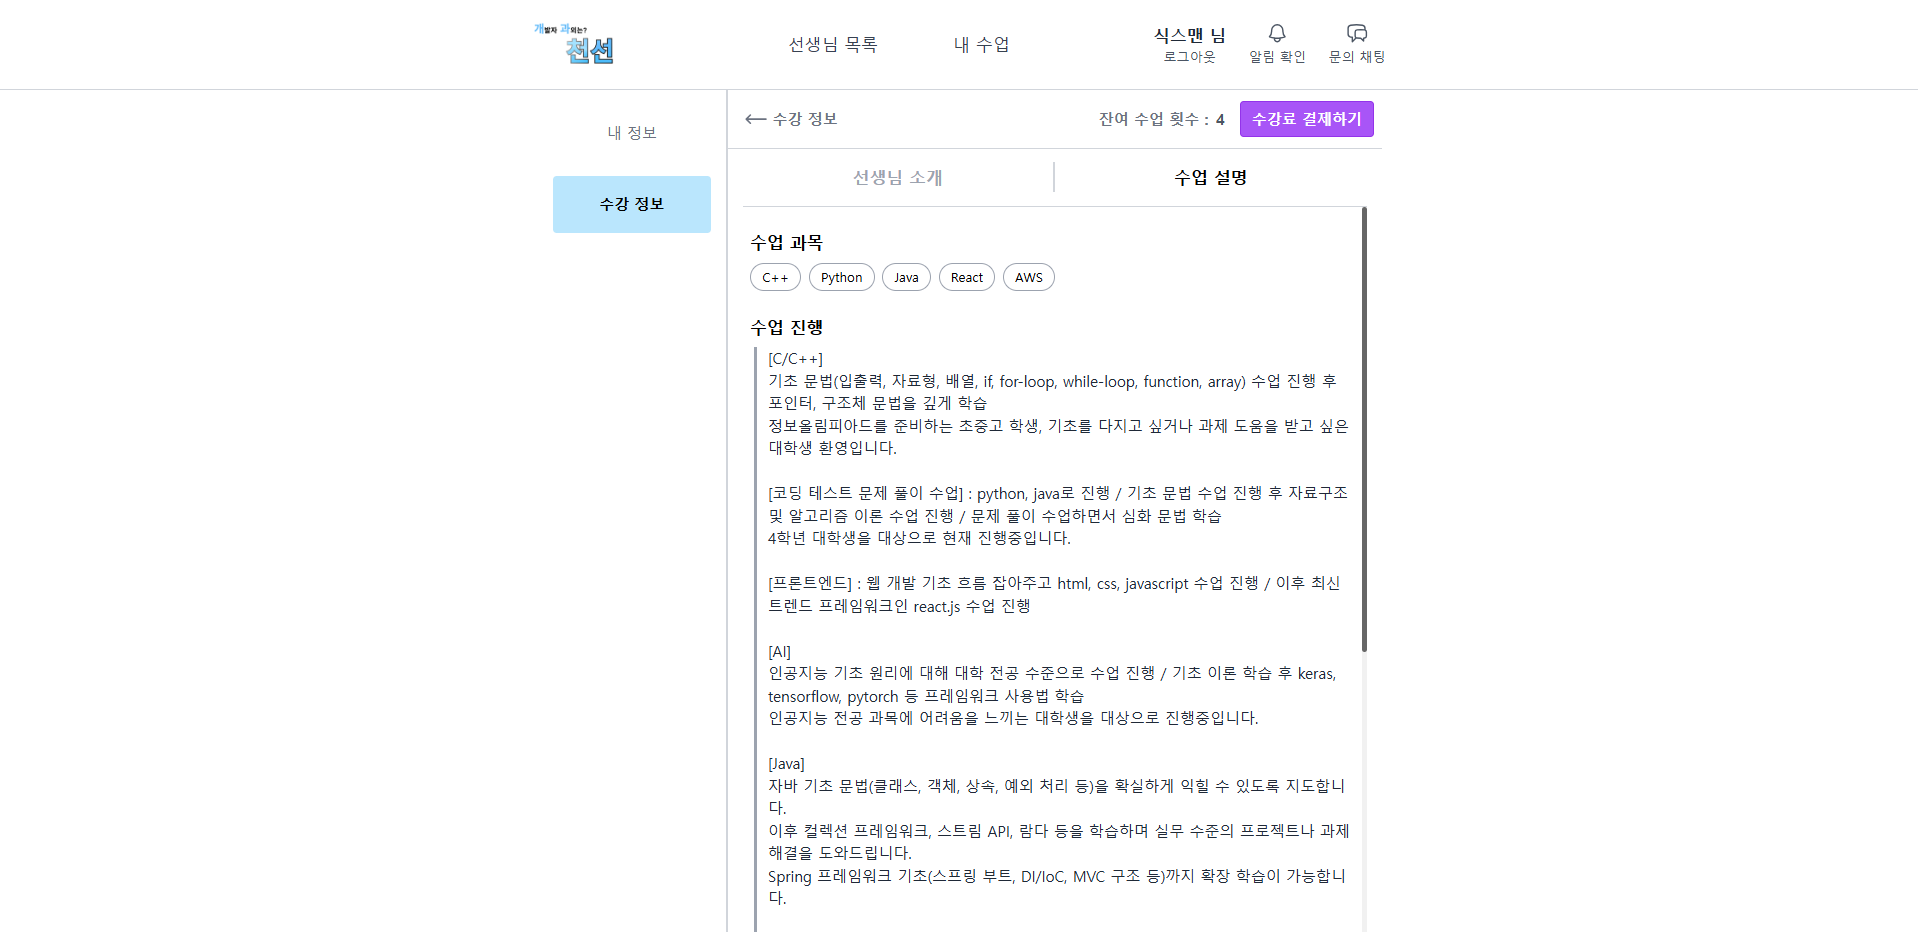 개발자 과외는?
천선
선생님 목록
내 수업
식스맨 님
로그아웃
알림 확인
문의 채팅
내 정보
수강 정보
수강 정보
잔여 수업 횟수 : 4
수강료 결제하기
선생님 소개
수업 설명
수업 과목
C++
Python
Java
React
AWS
수업 진행
[C/C++]
기초 문법(입출력, 자료형, 배열, if, for-loop, while-loop, function, array) 수업 진행 후
포인터, 구조체 문법을 깊게 학습
정보올림피아드를 준비하는 초중고 학생, 기초를 다지고 싶거나 과제 도움을 받고 싶은
대학생 환영입니다.
[코딩 테스트 문제 풀이 수업] : python, java로 진행 / 기초 문법 수업 진행 후 자료구조
및 알고리즘 이론 수업 진행 / 문제 풀이 수업하면서 심화 문법 학습
4학년 대학생을 대상으로 현재 진행중입니다.
[프론트엔드] : 웹 개발 기초 흐름 잡아주고 html, css, javascript 수업 진행 / 이후 최신
트렌드 프레임워크인 react.js 수업 진행
[AI]
인공지능 기초 원리에 대해 대학 전공 수준으로 수업 진행 / 기초 이론 학습 후 keras,
tensorflow, pytorch 등 프레임워크 사용법 학습
인공지능 전공 과목에 어려움을 느끼는 대학생을 대상으로 진행중입니다.
[Java]
자바 기초 문법(클래스, 객체, 상속, 예외 처리 등)을 확실하게 익힐 수 있도록 지도합니
다.
이후 컬렉션 프레임워크, 스트림 API, 람다 등을 학습하며 실무 수준의 프로젝트나 과제
해결을 도와드립니다.
Spring 프레임워크 기초(스프링 부트, DI/IoC, MVC 구조 등)까지 확장 학습이 가능합니
다.